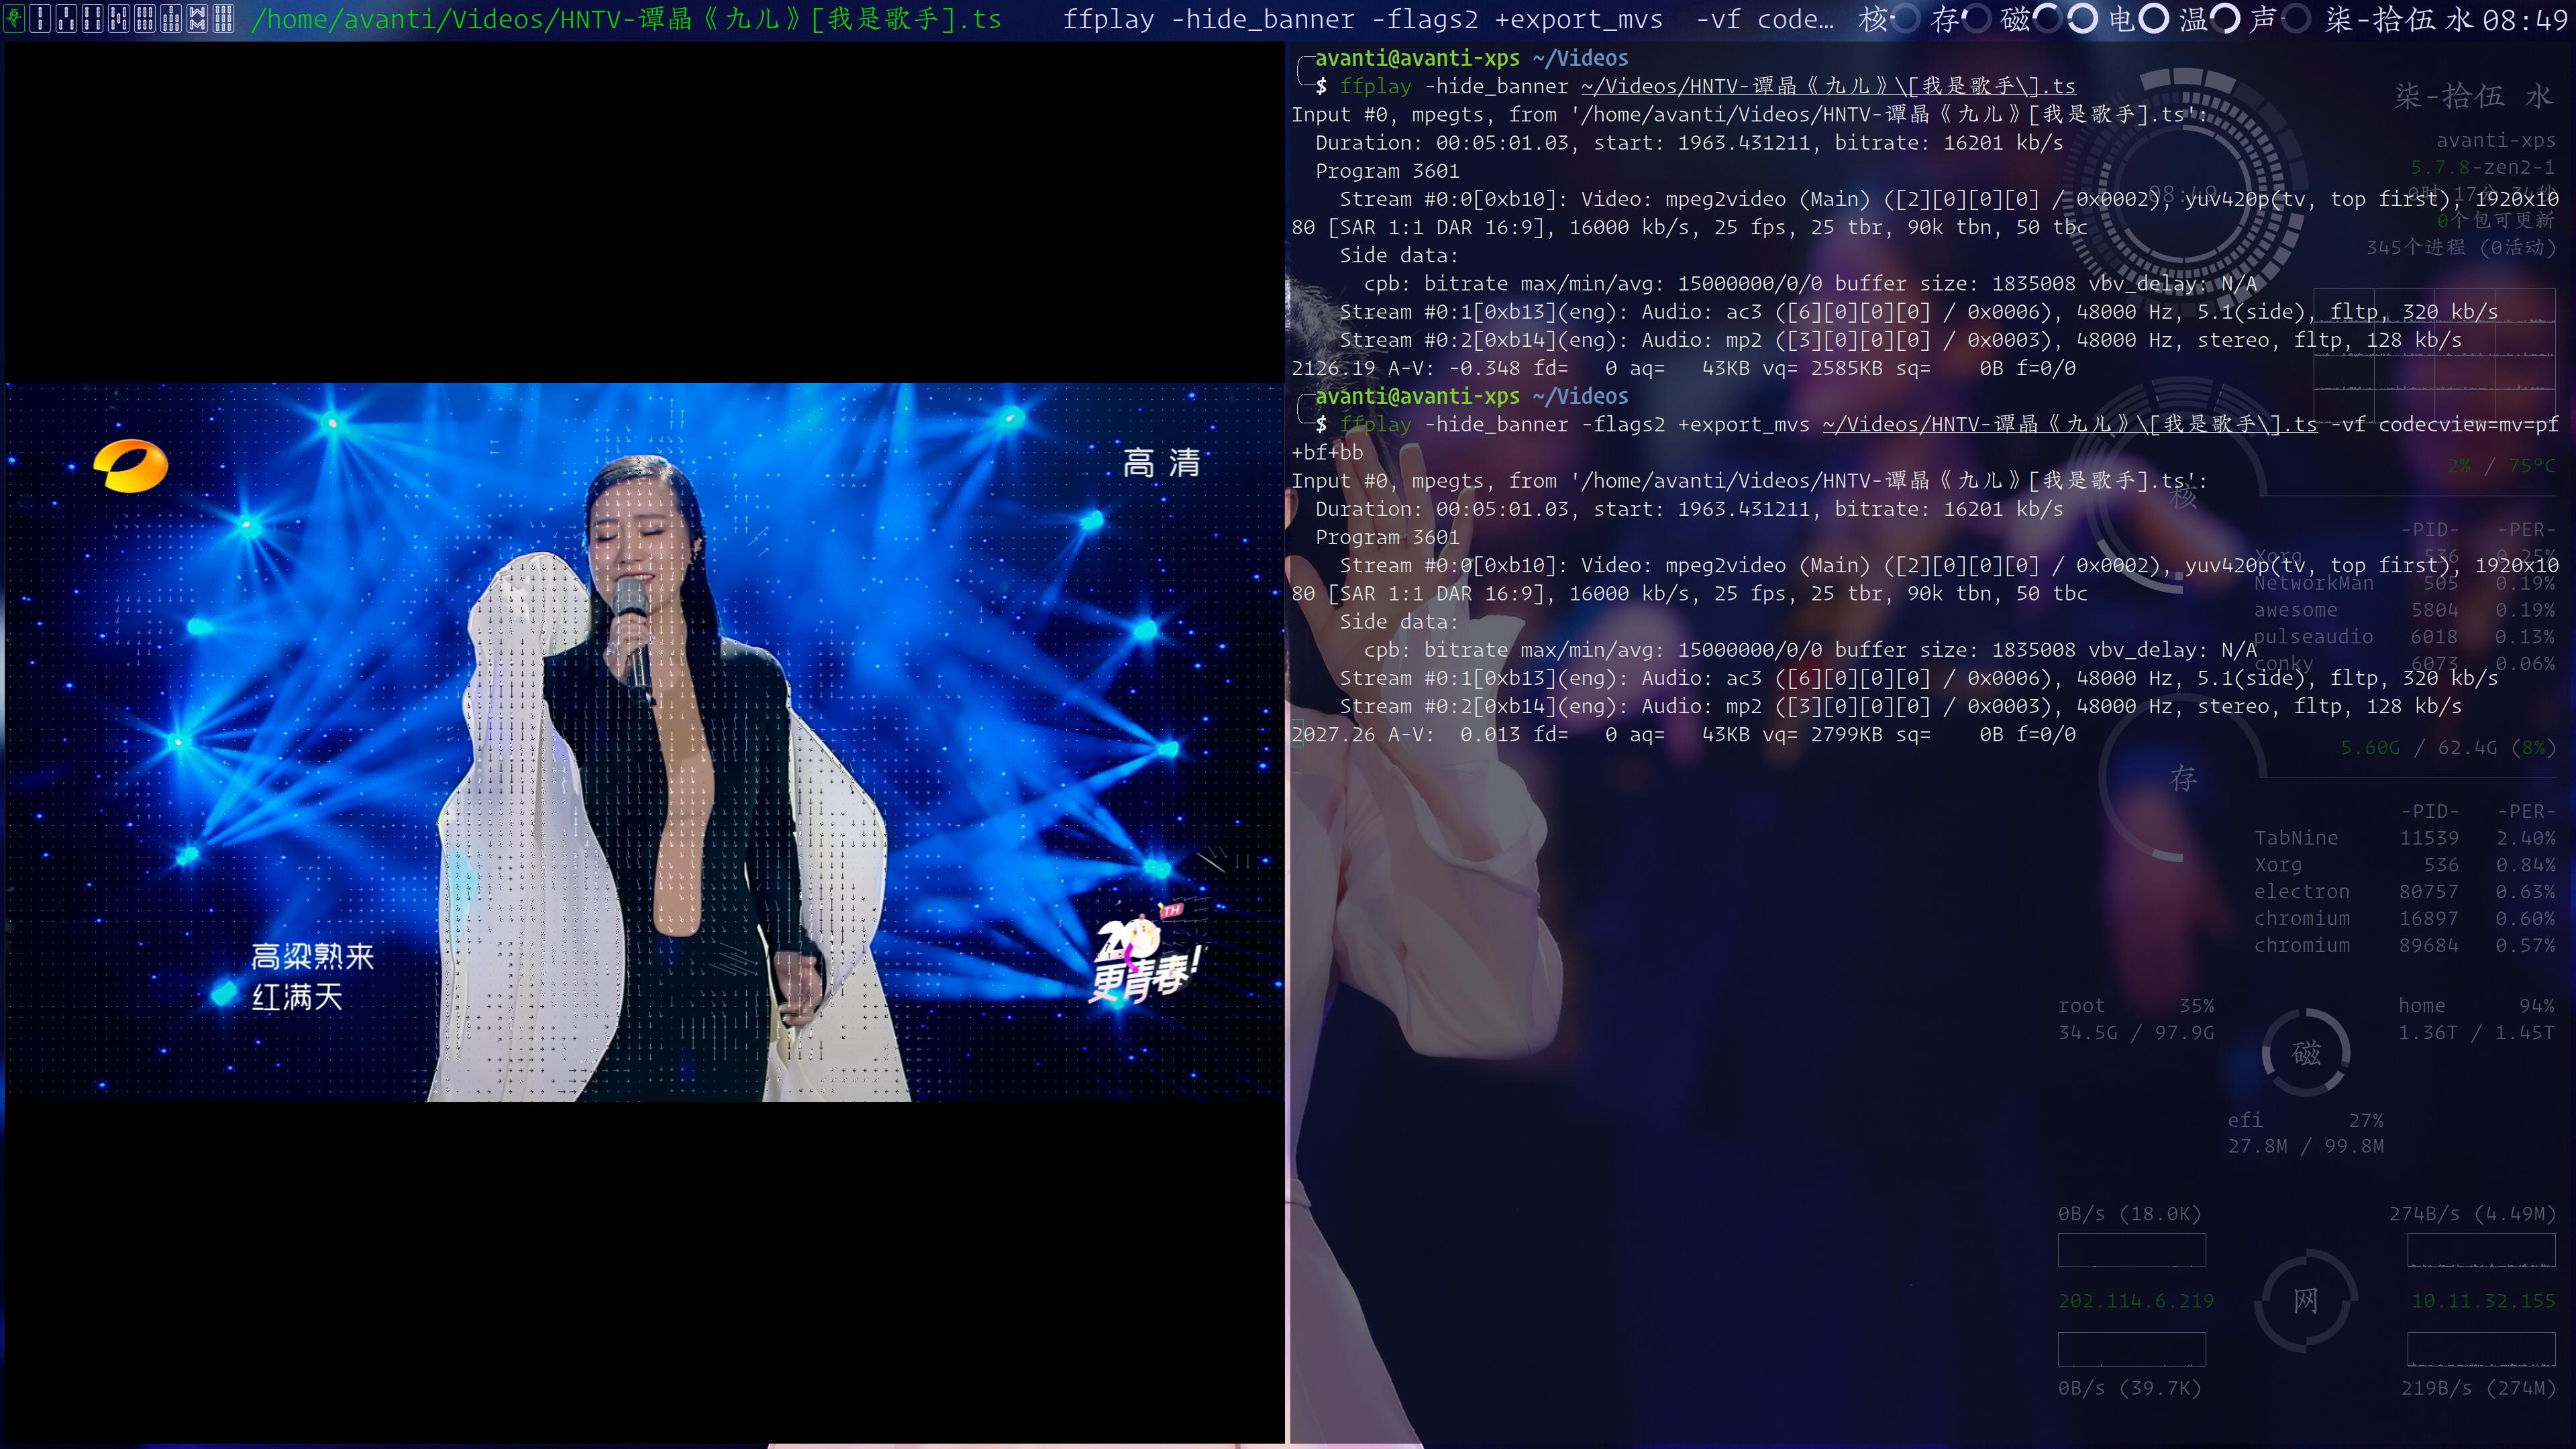 /home/avanti/Videos/HNTV-谭晶《九儿》[我是歌手].ts
ffplay -hide_banner -flags2 +export_mvs  -vf code…
核 存 磁 电 温 声 柒-拾伍 水 08:49
高清
高粱熟来
红满天
20TH
更青春!
avanti@avanti-xps ~/Videos
$ ffplay -hide_banner ~/Videos/HNTV-谭晶《九儿》\[我是歌手\].ts
Input #0, mpegts, from '/home/avanti/Videos/HNTV-谭晶《九儿》[我是歌手].ts':
  Duration: 00:05:01.03, start: 1963.431211, bitrate: 16201 kb/s
  Program 3601
    Stream #0:0[0xb10]: Video: mpeg2video (Main) ([2][0][0][0] / 0x0002), yuv420p(tv, top first), 1920x10
80 [SAR 1:1 DAR 16:9], 16000 kb/s, 25 fps, 25 tbr, 90k tbn, 50 tbc
    Side data:
      cpb: bitrate max/min/avg: 15000000/0/0 buffer size: 1835008 vbv_delay: N/A
    Stream #0:1[0xb13](eng): Audio: ac3 ([6][0][0][0] / 0x0006), 48000 Hz, 5.1(side), fltp, 320 kb/s
    Stream #0:2[0xb14](eng): Audio: mp2 ([3][0][0][0] / 0x0003), 48000 Hz, stereo, fltp, 128 kb/s
2126.19 A-V: -0.348 fd=   0 aq=   43KB vq= 2585KB sq=    0B f=0/0
avanti@avanti-xps ~/Videos
$ ffplay -hide_banner -flags2 +export_mvs ~/Videos/HNTV-谭晶《九儿》\[我是歌手\].ts -vf codecview=mv=pf
+bf+bb
Input #0, mpegts, from '/home/avanti/Videos/HNTV-谭晶《九儿》[我是歌手].ts':
  Duration: 00:05:01.03, start: 1963.431211, bitrate: 16201 kb/s
  Program 3601
    Stream #0:0[0xb10]: Video: mpeg2video (Main) ([2][0][0][0] / 0x0002), yuv420p(tv, top first), 1920x10
80 [SAR 1:1 DAR 16:9], 16000 kb/s, 25 fps, 25 tbr, 90k tbn, 50 tbc
    Side data:
      cpb: bitrate max/min/avg: 15000000/0/0 buffer size: 1835008 vbv_delay: N/A
    Stream #0:1[0xb13](eng): Audio: ac3 ([6][0][0][0] / 0x0006), 48000 Hz, 5.1(side), fltp, 320 kb/s
    Stream #0:2[0xb14](eng): Audio: mp2 ([3][0][0][0] / 0x0003), 48000 Hz, stereo, fltp, 128 kb/s
2027.26 A-V:  0.013 fd=   0 aq=   43KB vq= 2799KB sq=    0B f=0/0
柒-拾伍 水
avanti-xps
5.7.8-zen2-1
08:49
0个包可更新
345个进程 (0活动)
2% / 75°C
核
-PID- -PER-
Xorg 536 0.25%
NetworkMan 505 0.19%
awesome 5804 0.19%
pulseaudio 6018 0.13%
conky 6073 0.06%
5.60G / 62.4G (8%)
存
-PID- -PER-
TabNine 11539 2.40%
Xorg 536 0.84%
electron 80757 0.63%
chromium 16897 0.60%
chromium 89684 0.57%
root 35% home 94%
34.5G / 97.9G 1.36T / 1.45T
磁
efi 27%
27.8M / 99.8M
0B/s (18.0K) 274B/s (4.49M)
202.114.6.219 网 10.11.32.155
0B/s (39.7K) 219B/s (274M)